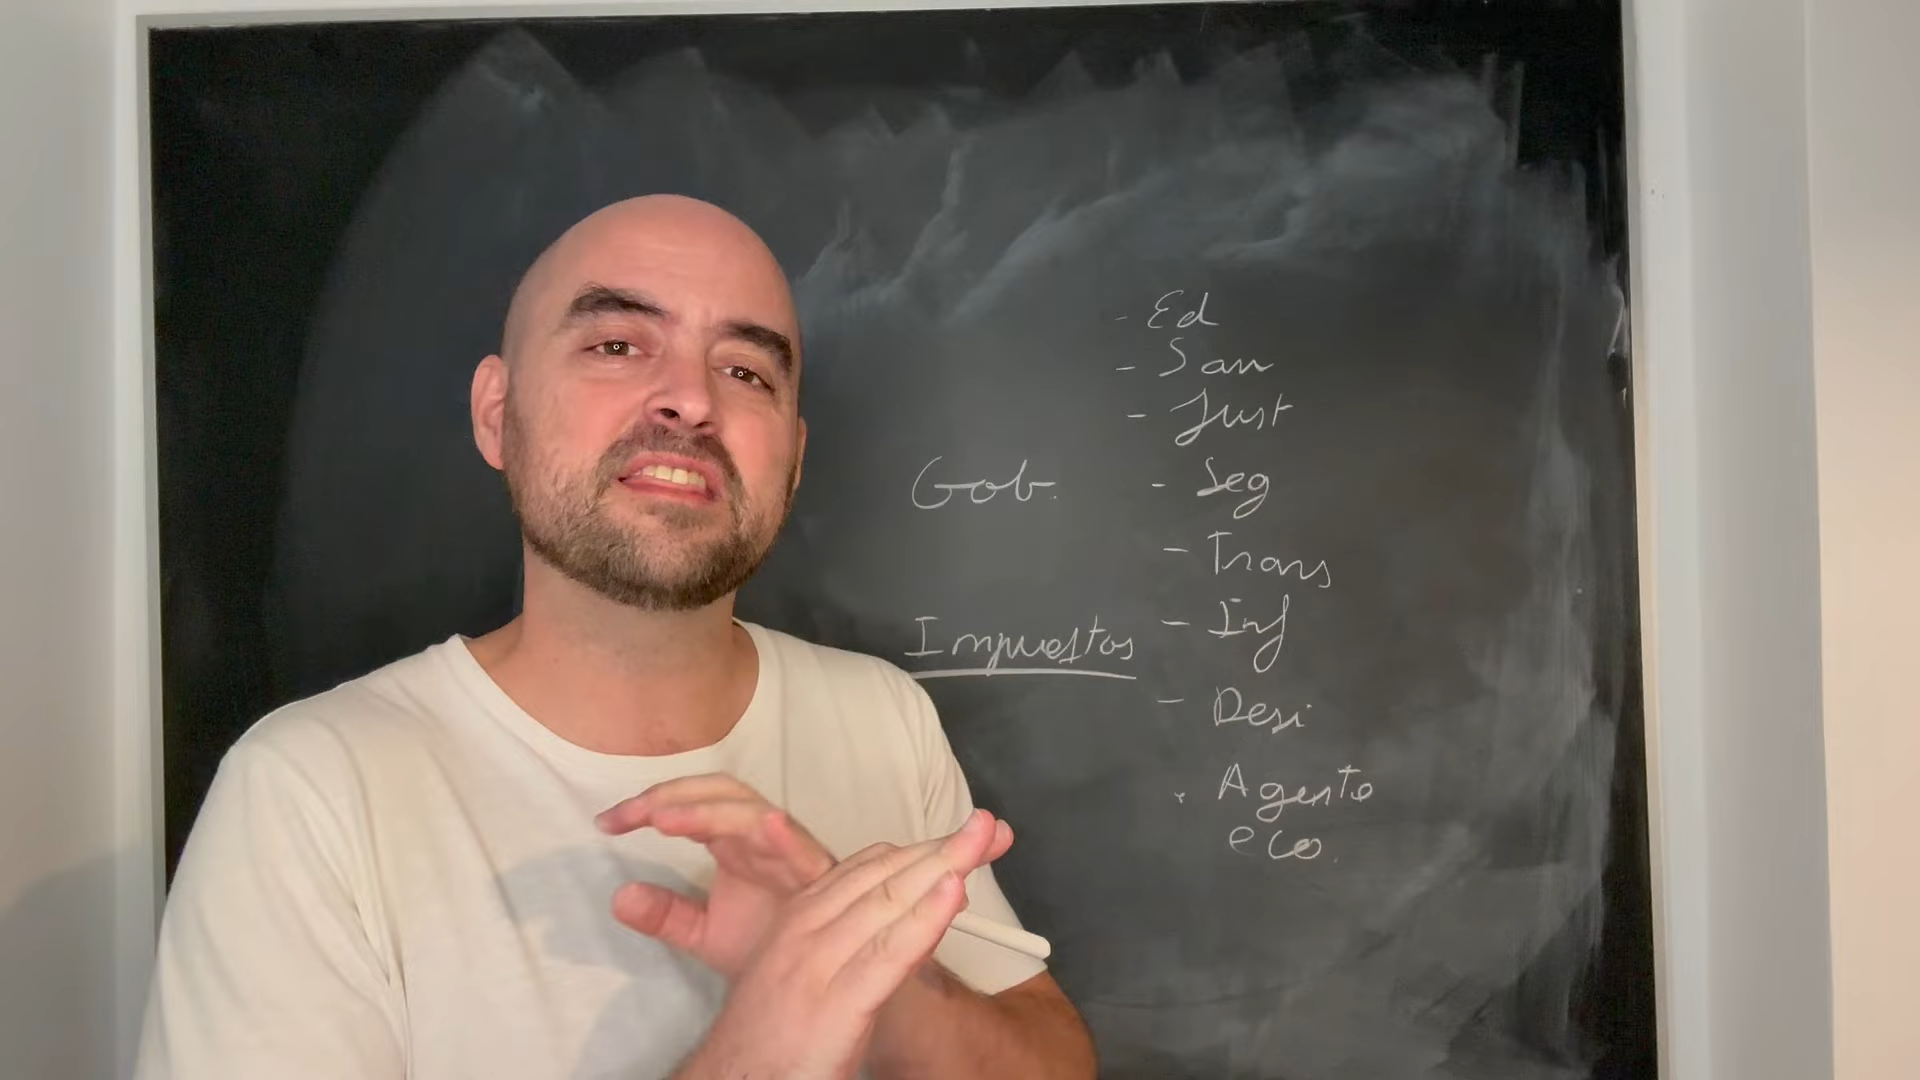 Gob.
Impuestos
- Ed
- San
- Just
- Seg
- Trans
- Inf
- Desi
. Agente
eco.